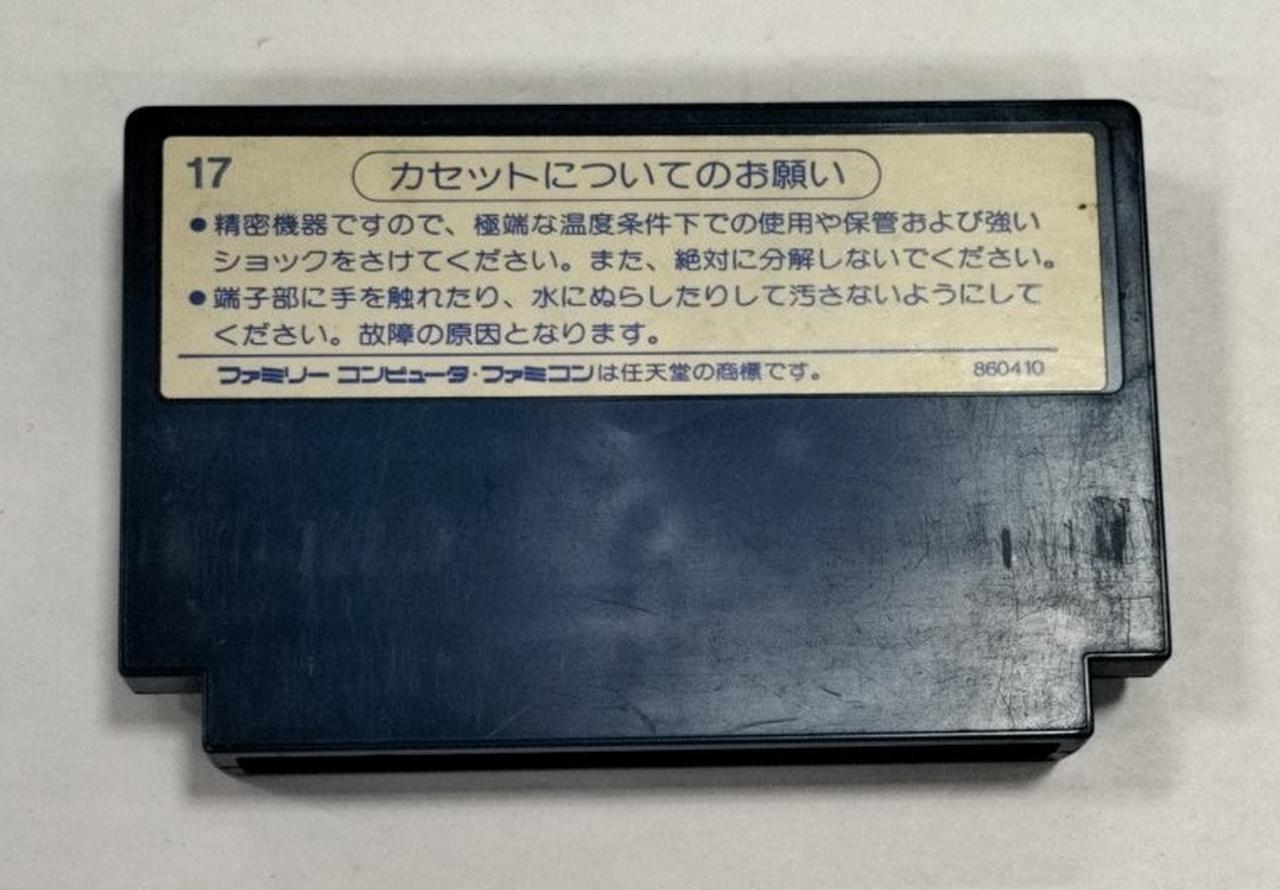 17
カセットについてのお願い
●精密機器ですので、極端な温度条件下での使用や保管および強い
ショックをさけてください。また、絶対に分解しないでください。
●端子部に手を触れたり、水にぬらしたりして汚さないようにして
ください。故障の原因となります。
ファミリー コンピュータ・ファミコンは任天堂の商標です。 860410